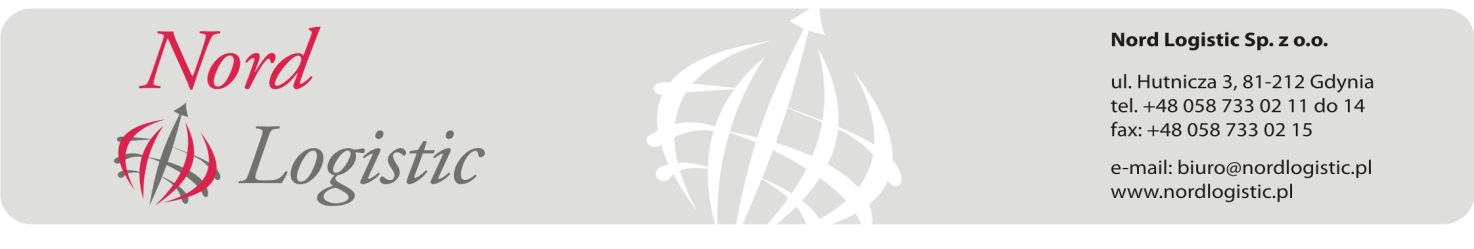 Nord
Logistic
Nord Logistic Sp. z o.o.
ul. Hutnicza 3, 81-212 Gdynia
tel. +48 058 733 02 11 do 14
fax: +48 058 733 02 15
e-mail: biuro@nordlogistic.pl
www.nordlogistic.pl